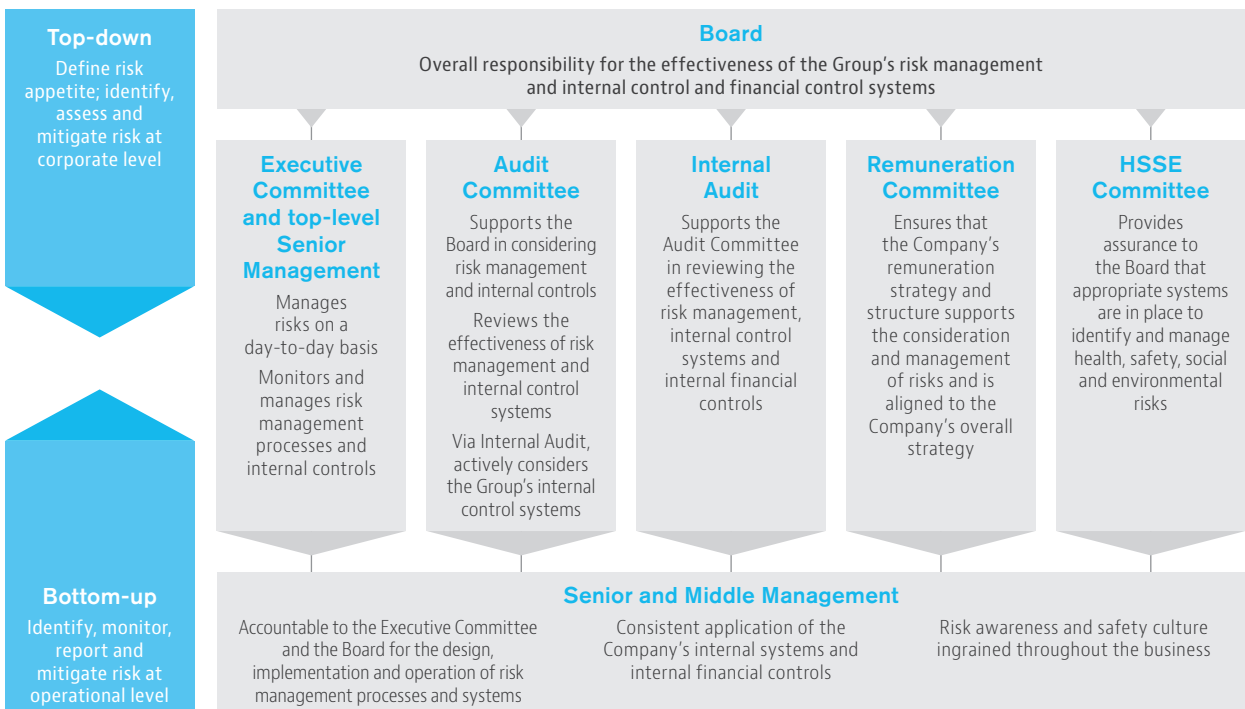 Top-down
Define risk
appetite; identify,
assess and
mitigate risk at
corporate level
Board
Overall responsibility for the effectiveness of the Group's risk management
and internal control and financial control systems
Executive
Committee
and top-level
Senior
Management
Manages
risks on a
day-to-day basis
Monitors and
manages risk
management
processes and
internal controls
Audit
Committee
Supports the
Board in considering
risk management
and internal controls
Reviews the
effectiveness of risk
management and
internal control
systems
Via Internal Audit,
actively considers
the Group's internal
control systems
Internal
Audit
Supports the
Audit Committee
in reviewing the
effectiveness of
risk management,
internal control
systems and
internal financial
controls
Remuneration
Committee
Ensures that
the Company's
remuneration
strategy and
structure supports
the consideration
and management
of risks and is
aligned to the
Company's overall
strategy
HSSE
Committee
Provides
assurance to
the Board that
appropriate systems
are in place to
identify and manage
health, safety, social
and environmental
risks
Bottom-up
Identify, monitor,
report and
mitigate risk at
operational level
Senior and Middle Management
Accountable to the Executive Committee
and the Board for the design,
implementation and operation of risk
management processes and systems
Consistent application of the
Company's internal systems and
internal financial controls
Risk awareness and safety culture
ingrained throughout the business